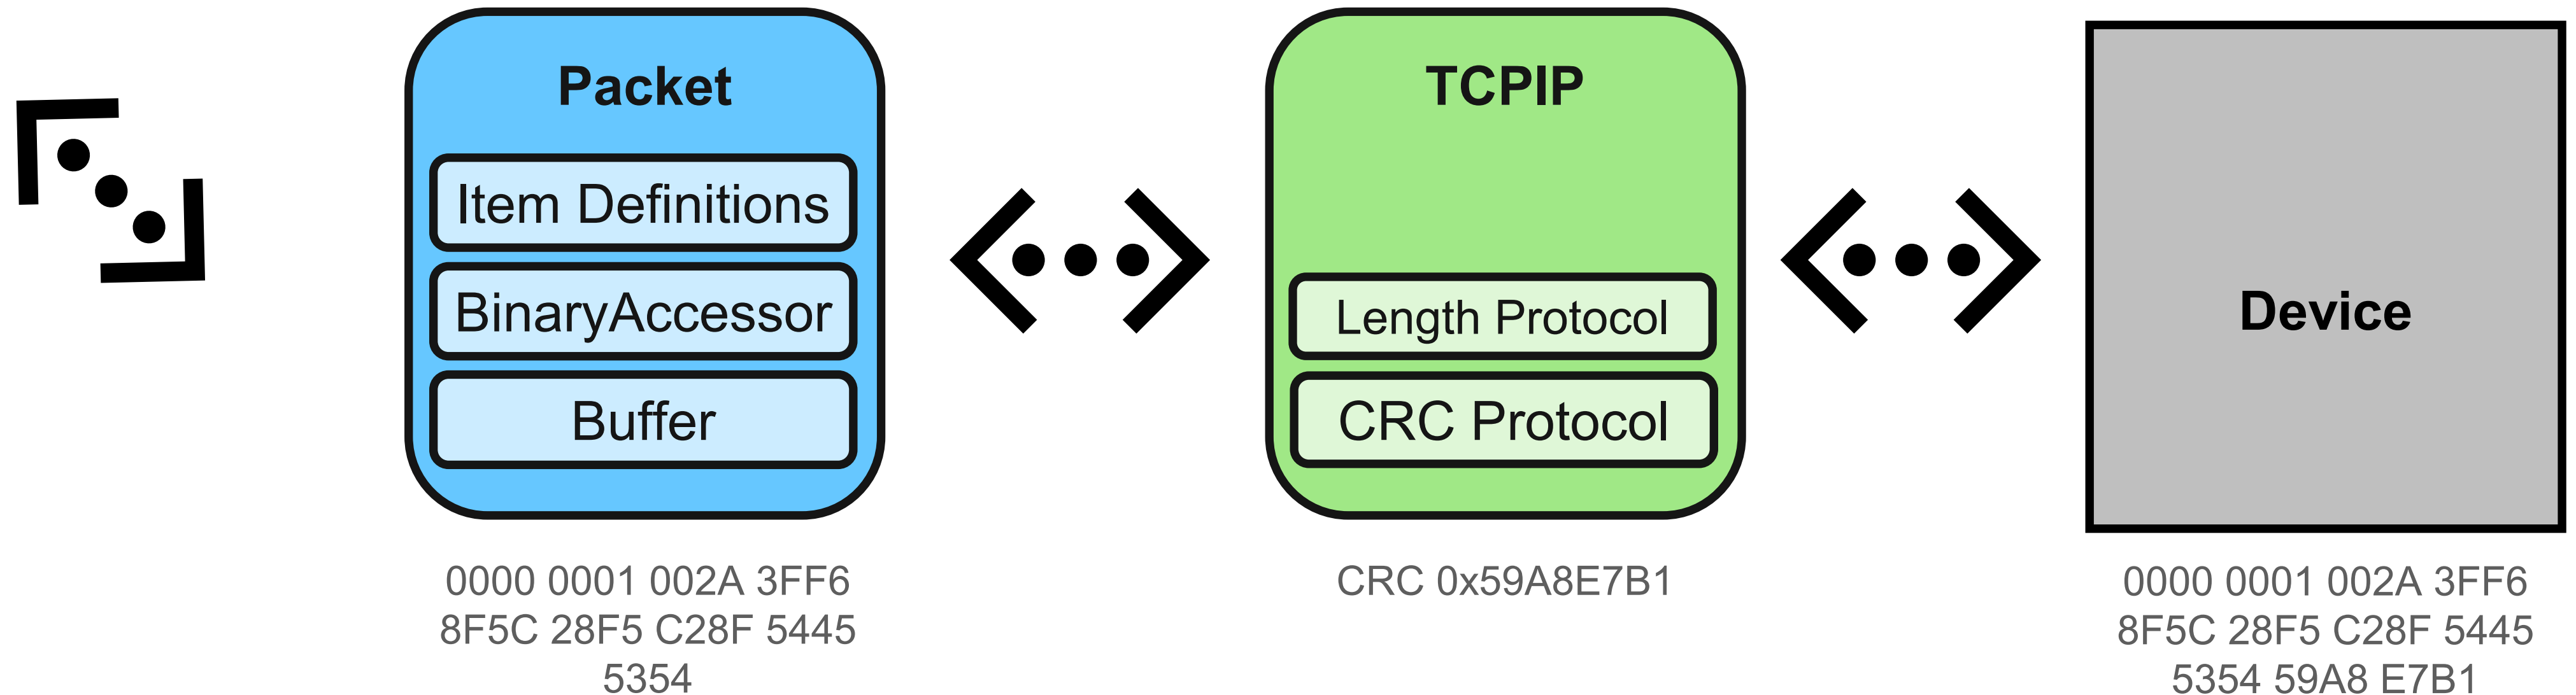 Packet
Item Definitions
BinaryAccessor
Buffer
0000 0001 002A 3FF6
8F5C 28F5 C28F 5445
5354
TCPIP
Length Protocol
CRC Protocol
CRC 0x59A8E7B1
Device
0000 0001 002A 3FF6
8F5C 28F5 C28F 5445
5354 59A8 E7B1